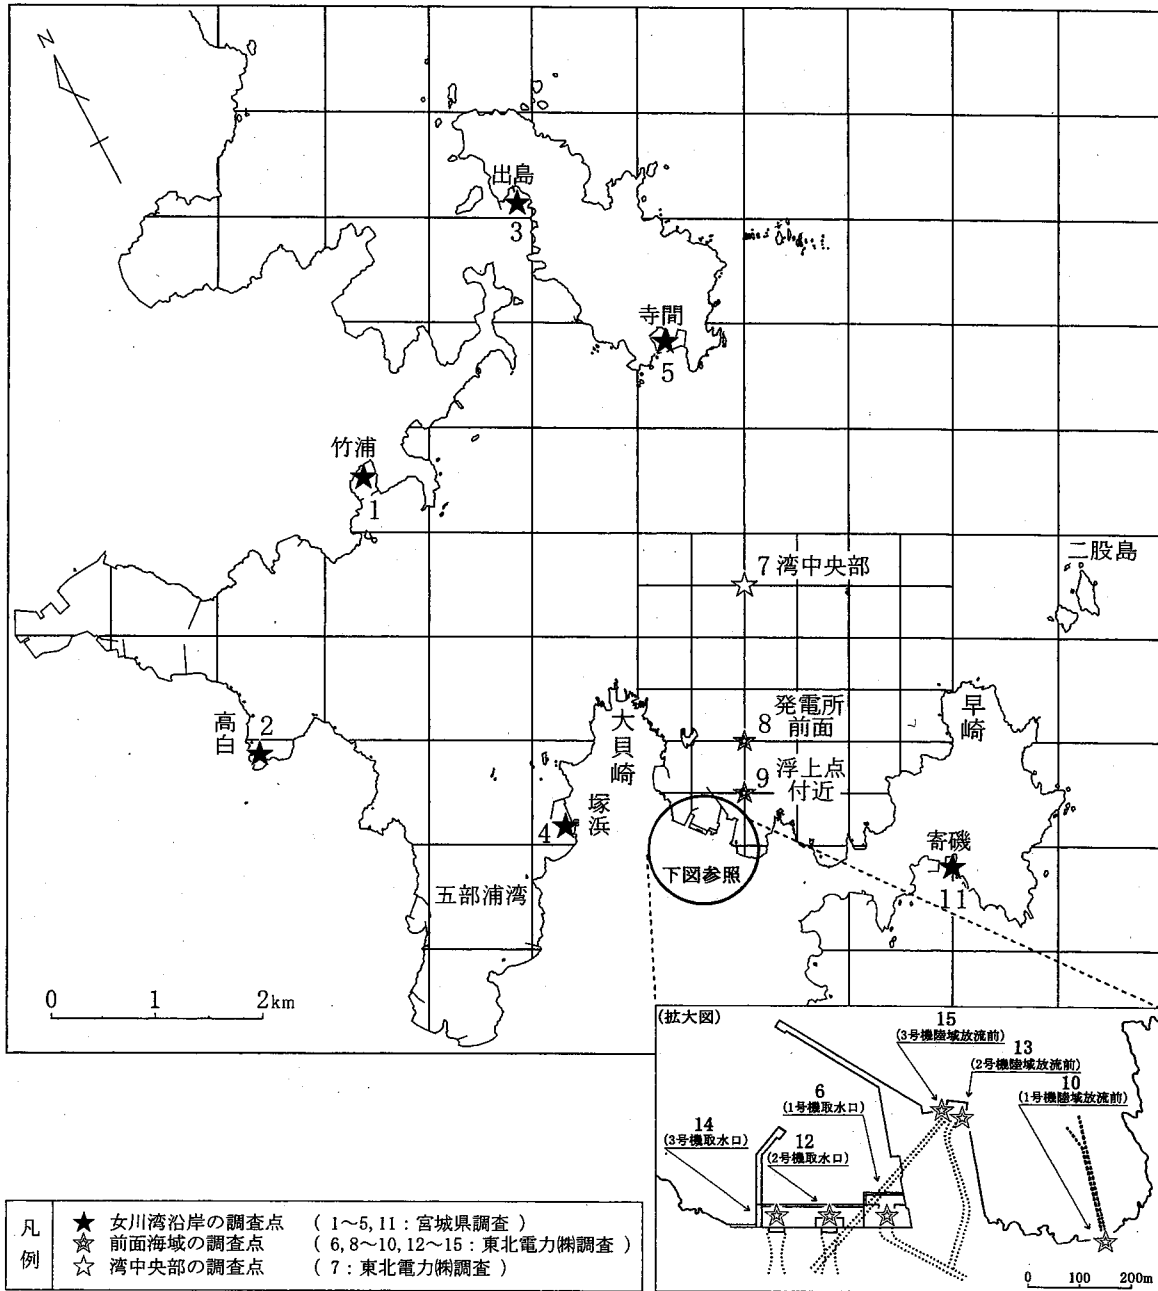 N
出島
3
寺間
5
竹浦
1
二股島
7 湾中央部
高白
2
大貝崎
発電所
前面
8
早崎
9
浮上点
付近
塚浜
4
寄磯
11
下図参照
五部浦湾
0 1 2km
(拡大図)
15
(3号機陸域放流前)
13
(2号機陸域放流前)
10
(1号機陸域放流前)
6
(1号機取水口)
14
(3号機取水口)
12
(2号機取水口)
0 100 200m
凡例
★ 女川湾沿岸の調査点 ( 1~5, 11 : 宮城県調査 )
前面海域の調査点 ( 6, 8~10, 12~15 : 東北電力㈱調査 )
☆ 湾中央部の調査点 ( 7 : 東北電力㈱調査 )